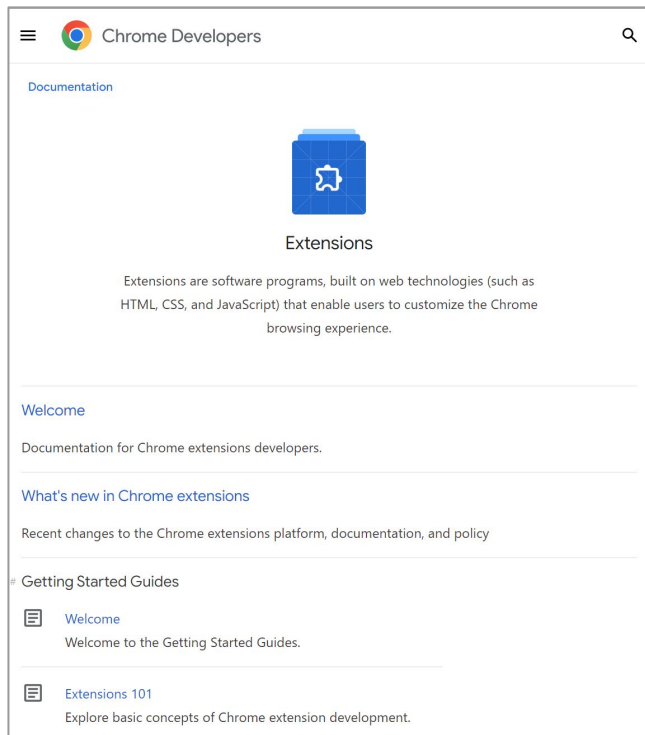 Chrome Developers
Documentation
Extensions
Extensions are software programs, built on web technologies (such as
HTML, CSS, and JavaScript) that enable users to customize the Chrome
browsing experience.
Welcome
Documentation for Chrome extensions developers.
What's new in Chrome extensions
Recent changes to the Chrome extensions platform, documentation, and policy
# Getting Started Guides
Welcome
Welcome to the Getting Started Guides.
Extensions 101
Explore basic concepts of Chrome extension development.